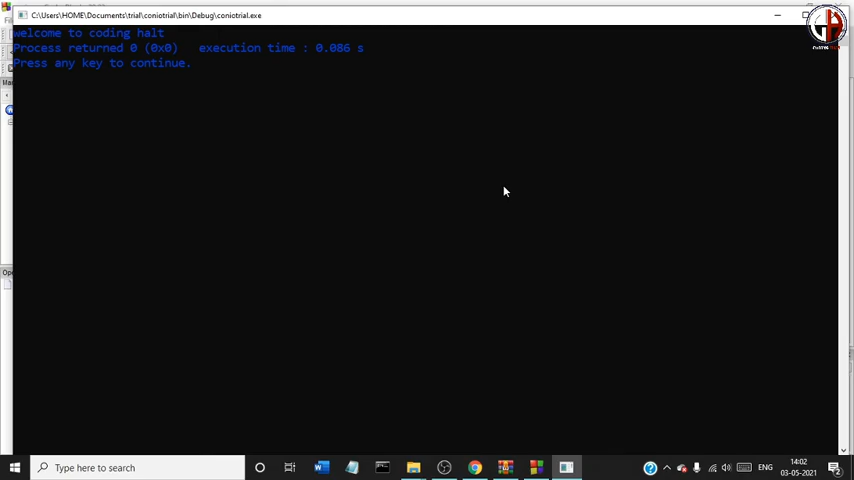 C:\Users\HOME\Documents\trial\coniotrial\bin\Debug\coniotrial.exe
welcome to coding halt
Process returned 0 (0x0)   execution time : 0.086 s
Press any key to continue.
Type here to search
ENG
14:02
03-05-2021
2